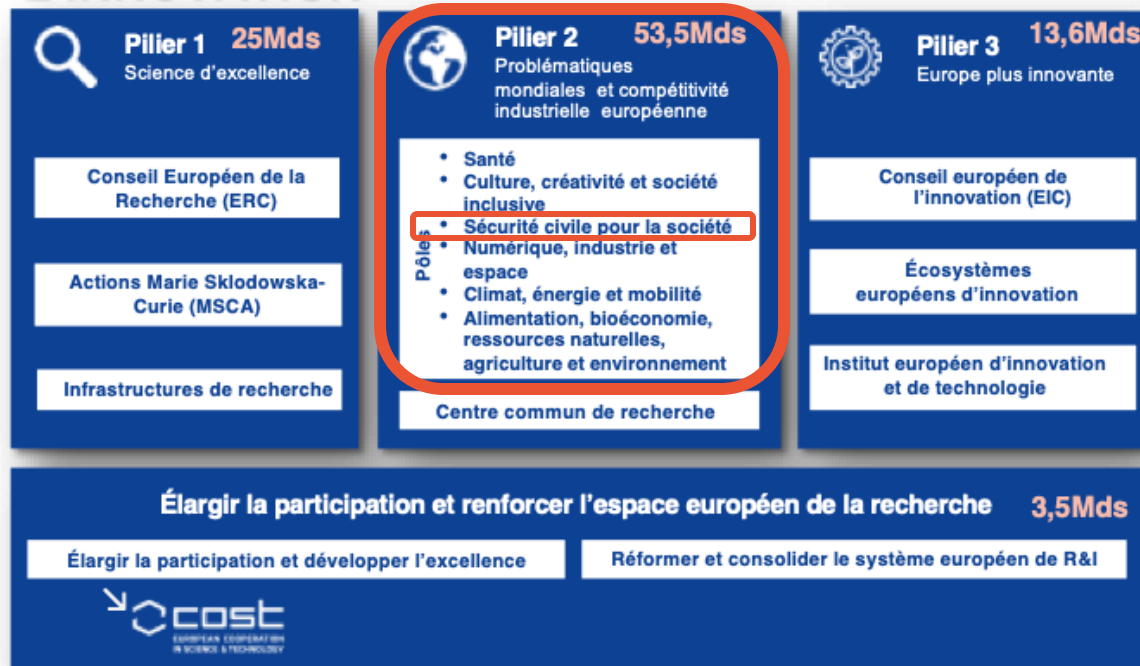 Pilier 1 25Mds
Science d'excellence
Conseil Européen de la
Recherche (ERC)
Actions Marie Sklodowska-
Curie (MSCA)
Infrastructures de recherche
Pilier 2 53,5Mds
Problématiques
mondiales et compétitivité
industrielle européenne
Pôles
• Santé
• Culture, créativité et société
inclusive
• Sécurité civile pour la société
• Numérique, industrie et
espace
• Climat, énergie et mobilité
• Alimentation, bioéconomie,
ressources naturelles,
agriculture et environnement
Centre commun de recherche
Pilier 3 13,6Mds
Europe plus innovante
Conseil européen de
l'innovation (EIC)
Écosystèmes
européens d'innovation
Institut européen d'innovation
et de technologie
Élargir la participation et renforcer l'espace européen de la recherche 3,5Mds
Élargir la participation et développer l'excellence
Réformer et consolider le système européen de R&I
cost
EUROPEAN COOPERATION
IN SCIENCE & TECHNOLOGY